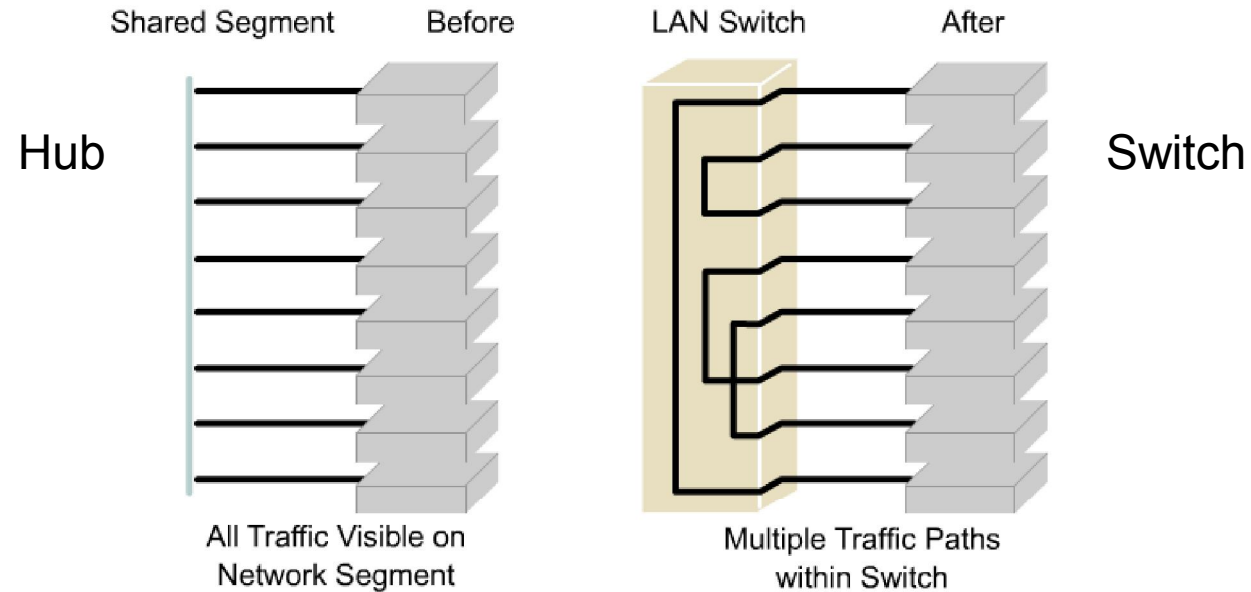 Shared Segment
Before
LAN Switch
After
Hub
Switch
All Traffic Visible on
Network Segment
Multiple Traffic Paths
within Switch